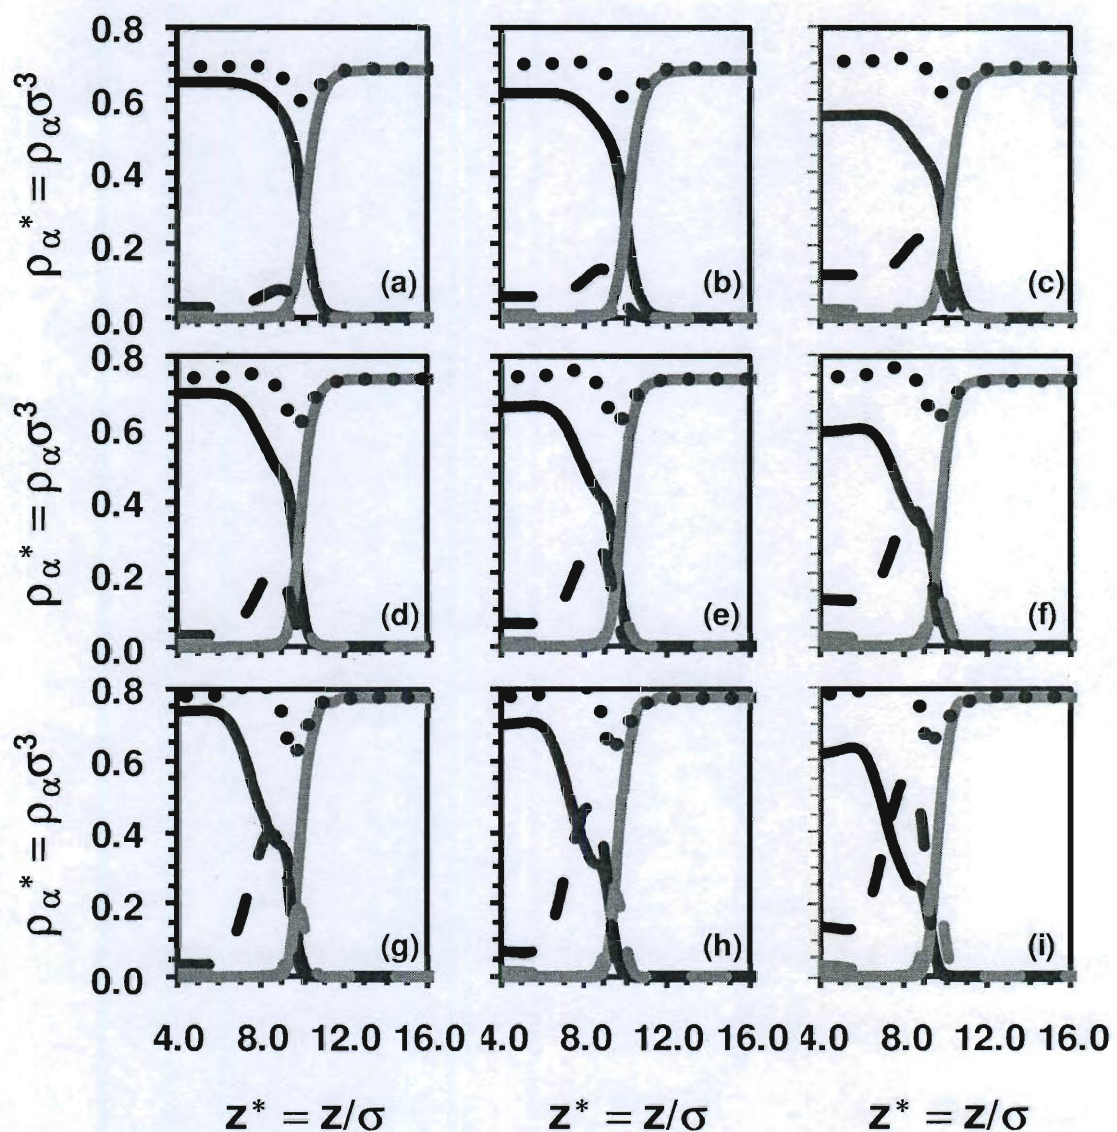 ρα* = ρασ3
0.8
0.6
0.4
0.2
0.0
(a)
(b)
(c)
ρα* = ρασ3
0.8
0.6
0.4
0.2
0.0
(d)
(e)
(f)
ρα* = ρασ3
0.8
0.6
0.4
0.2
0.0
(g)
(h)
(i)
4.0 8.0 12.0 16.0 4.0 8.0 12.0 16.0 4.0 8.0 12.0 16.0
z* = z/σ z* = z/σ z* = z/σ